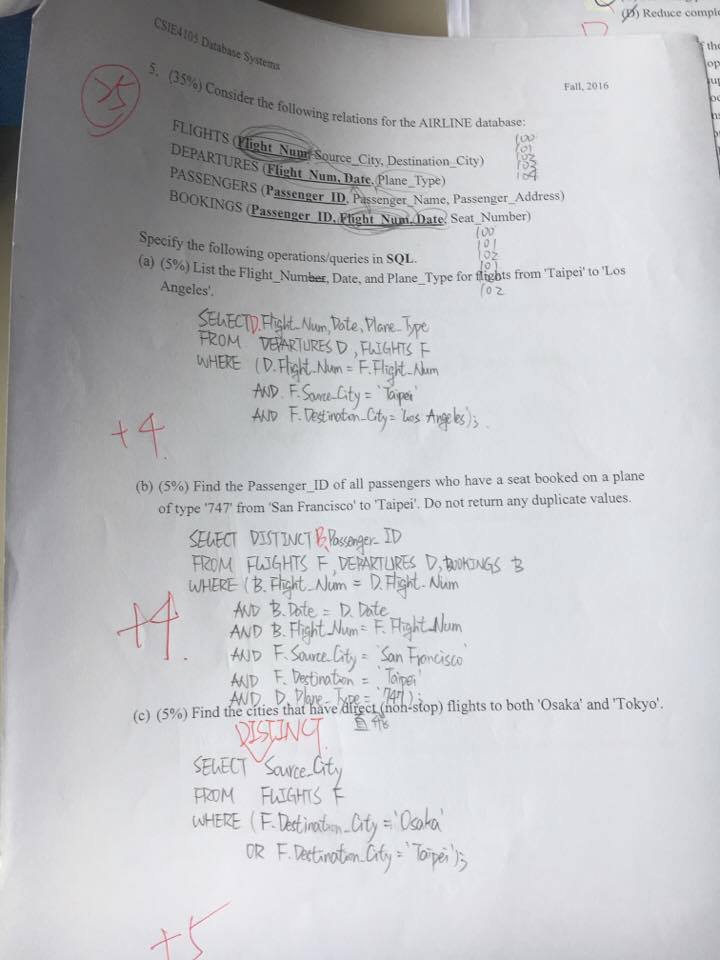 (D) Reduce comple
CSIE4105 Database Systems
Fall, 2016
25
5. (35%) Consider the following relations for the AIRLINE database:
FLIGHTS (Flight_Num, Source_City, Destination_City)
DEPARTURES (Flight_Num, Date, Plane_Type)
PASSENGERS (Passenger_ID, Passenger_Name, Passenger_Address)
BOOKINGS (Passenger_ID, Flight_Num, Date, Seat_Number)
100
101
103
103
104
100
101
102
101
102
Specify the following operations/queries in SQL.
(a) (5%) List the Flight_Number, Date, and Plane_Type for flights from 'Taipei' to 'Los
Angeles'.
SELECT D.Flight_Num, Date, Plane_Type
FROM DEPARTURES D, FLIGHTS F
WHERE (D.Flight_Num = F.Flight_Num
AND F.Source_City = 'Taipei'
AND F.Destination_City = 'Los Angeles');
+4
(b) (5%) Find the Passenger_ID of all passengers who have a seat booked on a plane
of type '747' from 'San Francisco' to 'Taipei'. Do not return any duplicate values.
SELECT DISTINCT B.Passenger_ID
FROM FLIGHTS F, DEPARTURES D, BOOKINGS B
WHERE (B.Flight_Num = D.Flight_Num
AND B.Date = D.Date
AND B.Flight_Num = F.Flight_Num
AND F.Source_City = 'San Francisco'
AND F.Destination = 'Taipei'
AND D.Plane_Type = '747');
+4
(c) (5%) Find the cities that have direct (non-stop) flights to both 'Osaka' and 'Tokyo'.
DISTINCT
SELECT Source_City
FROM FLIGHTS F
WHERE (F.Destination_City = 'Osaka'
OR F.Destination_City = 'Taipei');
+5